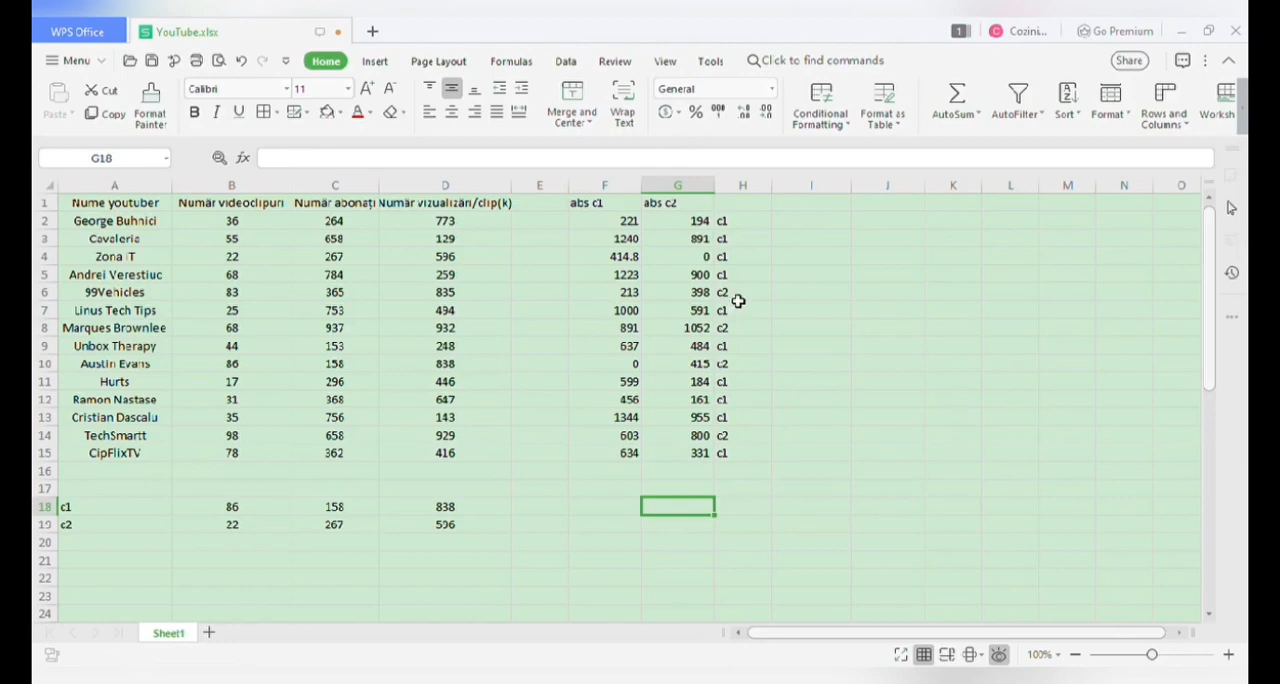 WPS Office YouTube.xlsx 1 C Cozini... Go Premium
Menu Home Insert Page Layout Formulas Data Review View Tools Click to find commands Share
Paste Cut Copy Format Painter Calibri 11 A+ A- B I U A Merge and Center Wrap Text General % 000 Conditional Formatting Format as Table AutoSum AutoFilter Sort Format Rows and Columns Worksh
G18 fx
A B C D E F G H I J K L M N O
1 Nume youtuber Număr videoclipuri Număr abonați Număr vizualizări/clip(k) abs c1 abs c2
2 George Buhnici 36 264 773 221 194 c1
3 Cavaleria 55 658 129 1240 891 c1
4 Zona IT 22 267 596 414.8 0 c1
5 Andrei Verestiuc 68 784 259 1223 900 c1
6 99Vehicles 83 365 835 213 398 c2
7 Linus Tech Tips 25 753 494 1000 591 c1
8 Marques Brownlee 68 937 932 891 1052 c2
9 Unbox Therapy 44 153 248 637 484 c1
10 Austin Evans 86 158 838 0 415 c2
11 Hurts 17 296 446 599 184 c1
12 Ramon Nastase 31 368 647 456 161 c1
13 Cristian Dascalu 35 756 143 1344 955 c1
14 TechSmartt 98 658 929 603 800 c2
15 CipFlixTV 78 362 416 634 331 c1
16
17
18 c1 86 158 838
19 c2 22 267 596
20
21
22
23
24
Sheet1
100%